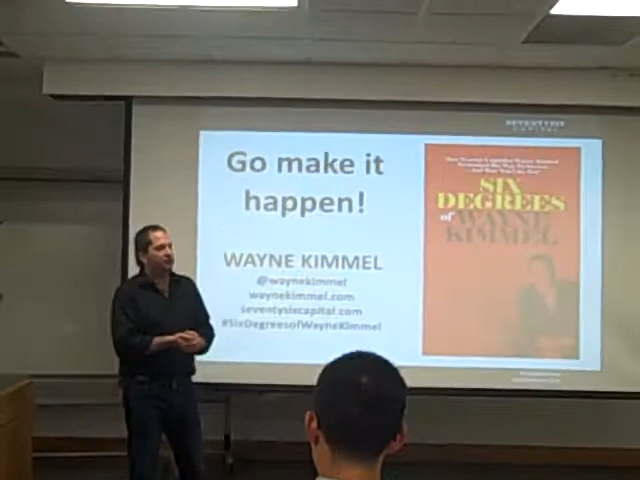 SEVENTYSIX
CAPITAL
Go make it
happen!
WAYNE KIMMEL
@waynekimmel
waynekimmel.com
seventysixcapital.com
#SixDegreesofWayneKimmel
SIX
DEGREES
of WAYNE
KIMMEL